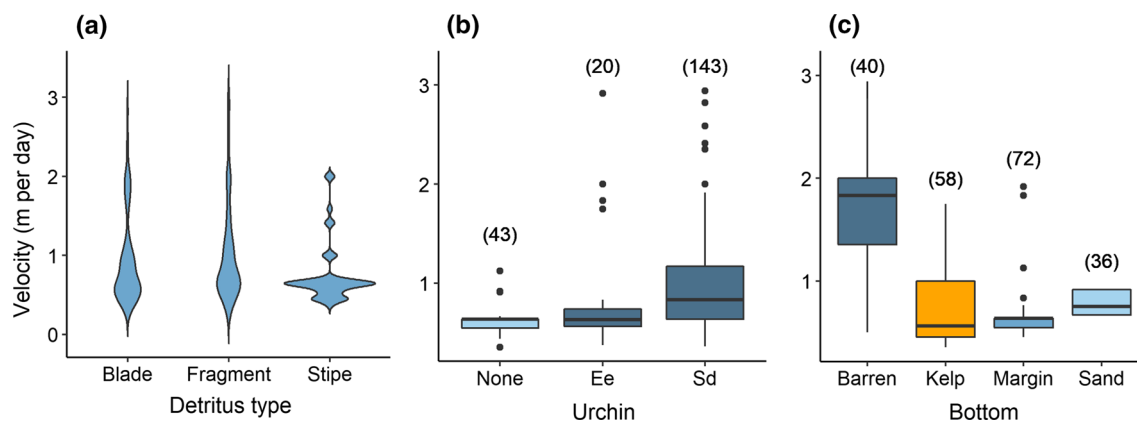 (a)
Velocity (m per day)
3
2
1
0
Blade Fragment Stipe
Detritus type
(b)
3
2
1
(43)
(20)
(143)
None Ee Sd
Urchin
(c)
3
2
1
(40)
(58)
(72)
(36)
Barren Kelp Margin Sand
Bottom